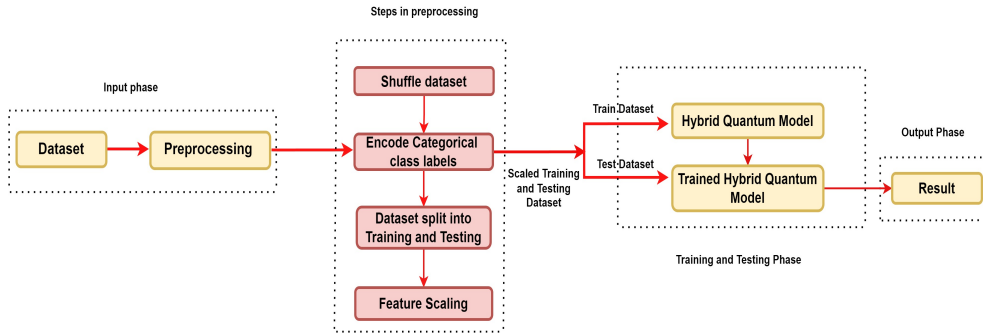 Steps in preprocessing
Input phase
Dataset
Preprocessing
Shuffle dataset
Encode Categorical
class labels
Dataset split into
Training and Testing
Feature Scaling
Scaled Training
and Testing
Dataset
Train Dataset
Test Dataset
Hybrid Quantum Model
Trained Hybrid Quantum
Model
Training and Testing Phase
Output Phase
Result